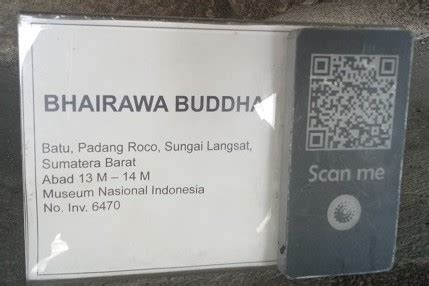 BHAIRAWA BUDDHA
Batu, Padang Roco, Sungai Langsat,
Sumatera Barat
Abad 13 M – 14 M
Museum Nasional Indonesia
No. Inv. 6470
Scan me